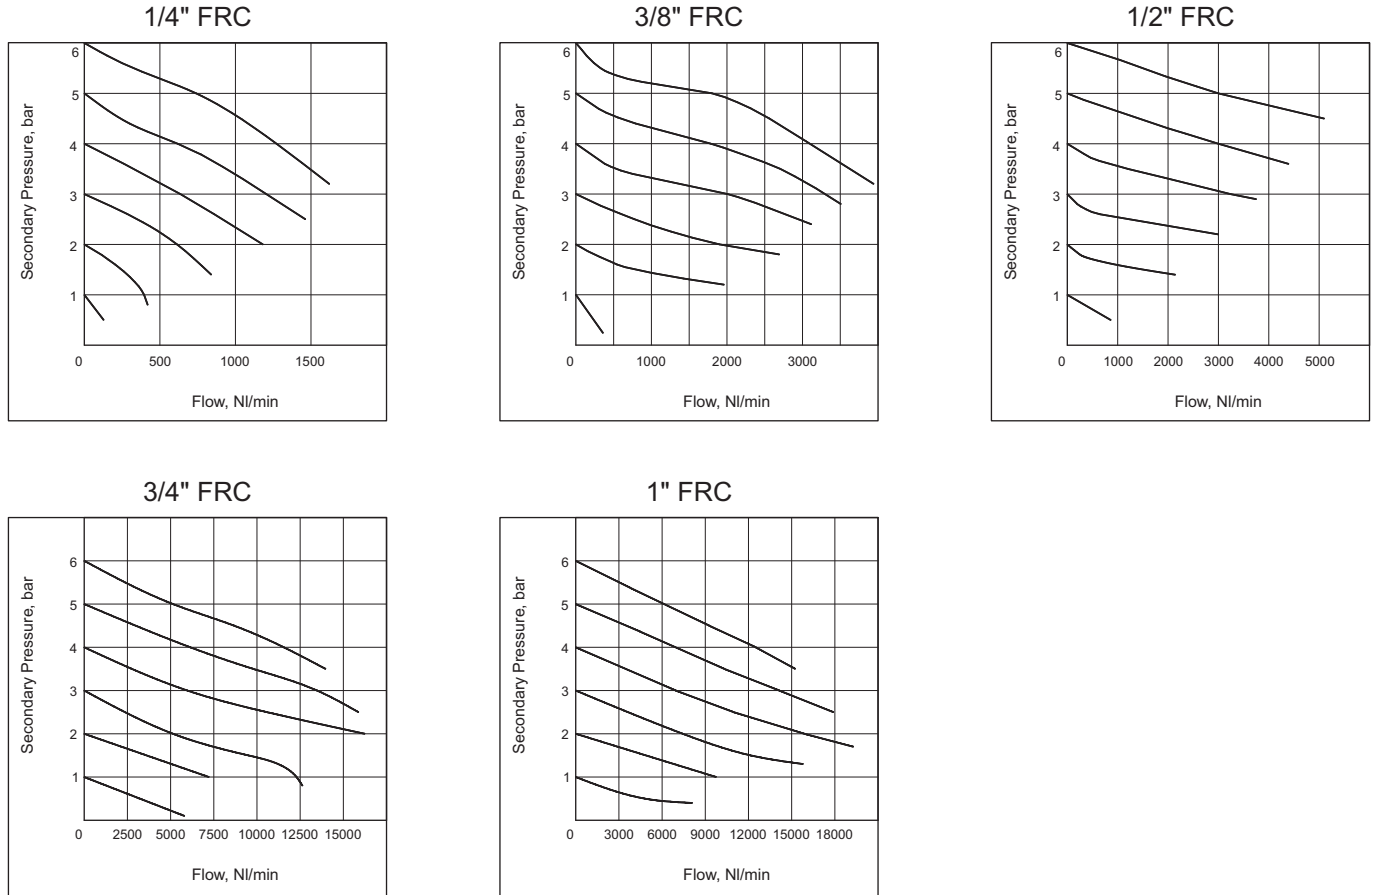 1/4" FRC
6
5
4
3
2
1
0 500 1000 1500
Secondary Pressure, bar
Flow, Nl/min
3/8" FRC
6
5
4
3
2
1
0 1000 2000 3000
Secondary Pressure, bar
Flow, Nl/min
1/2" FRC
6
5
4
3
2
1
0 1000 2000 3000 4000 5000
Secondary Pressure, bar
Flow, Nl/min
3/4" FRC
6
5
4
3
2
1
0 2500 5000 7500 10000 12500 15000
Secondary Pressure, bar
Flow, Nl/min
1" FRC
6
5
4
3
2
1
0 3000 6000 9000 12000 15000 18000
Secondary Pressure, bar
Flow, Nl/min